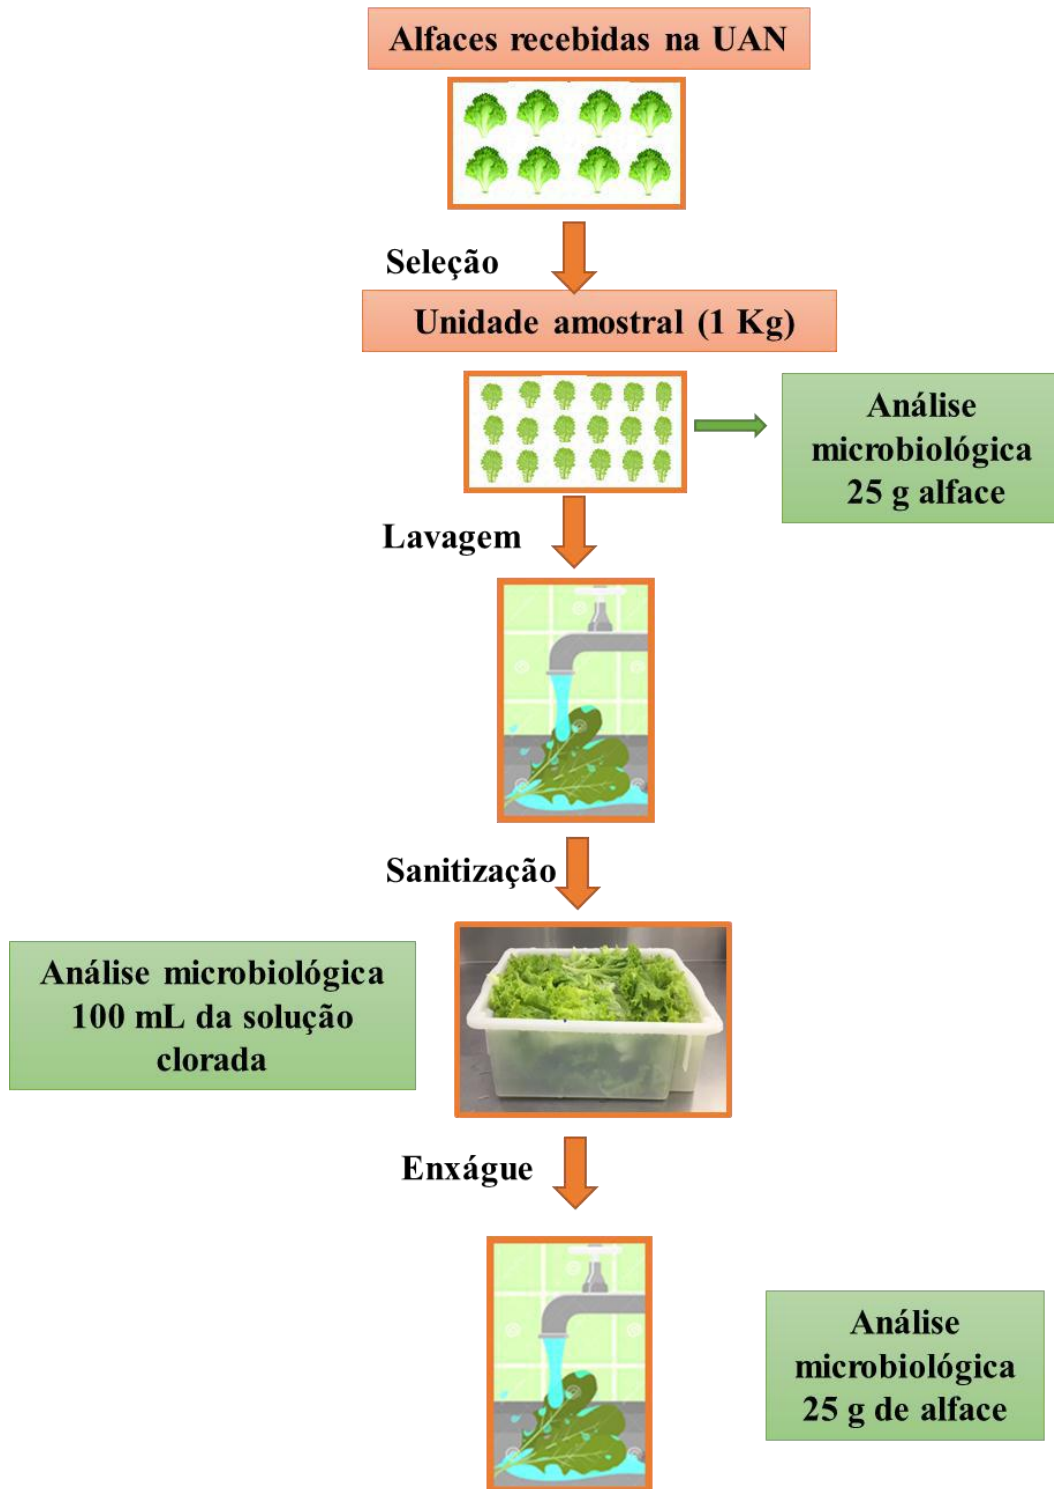 Alfaces recebidas na UAN
Seleção
Unidade amostral (1 Kg)
Análise
microbiológica
25 g alface
Lavagem
Sanitização
Análise microbiológica
100 mL da solução
clorada
Enxágue
Análise
microbiológica
25 g de alface